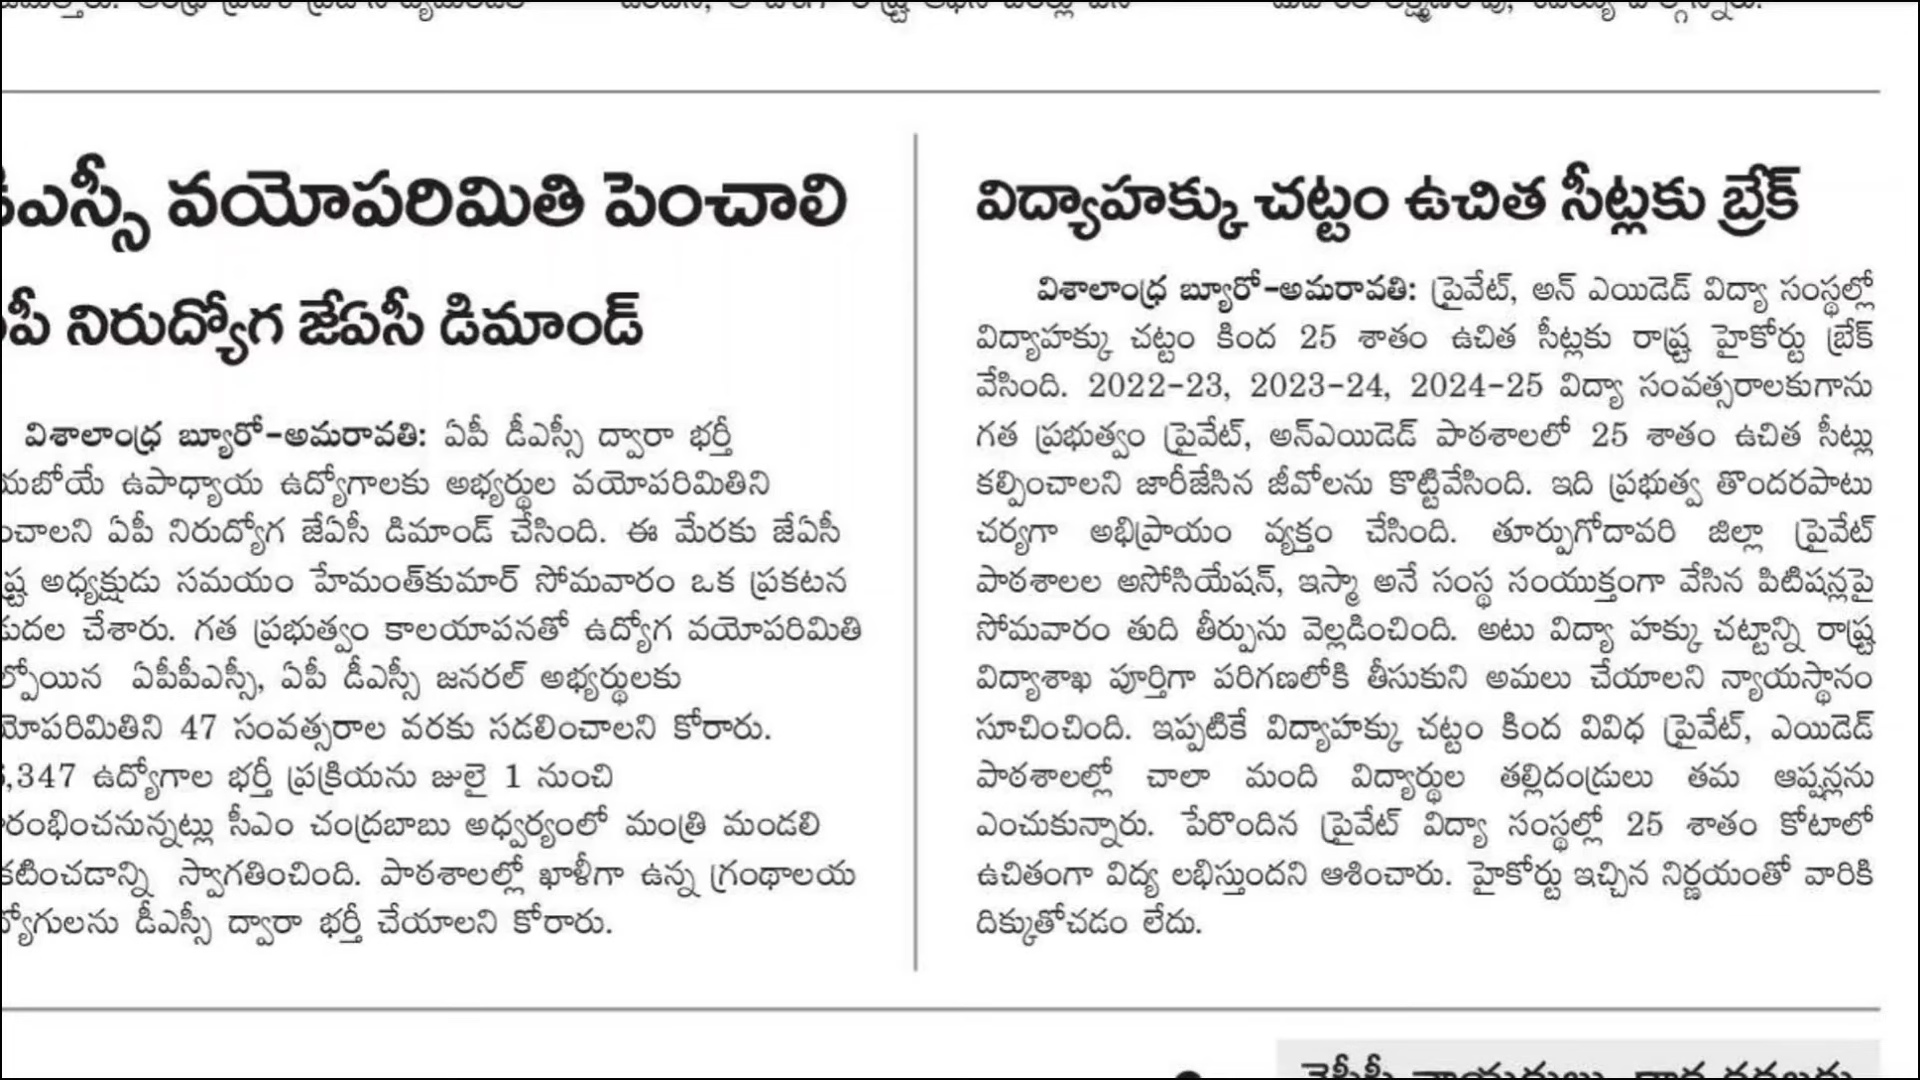 వయోపరిమితి పెంచాలి
నిరుద్యోగ జేఏసీ డిమాండ్
విశాలాంధ్ర బ్యూరో-అమరావతి: ఏపీ డీఎస్సీ ద్వారా భర్తీ
ఉపాధ్యాయ ఉద్యోగాలకు అభ్యర్థుల వయోపరిమితిని
ఏపీ నిరుద్యోగ జేఏసీ డిమాండ్ చేసింది. ఈ మేరకు జేఏసీ
అధ్యక్షుడు సమయం హేమంత్‌కుమార్ సోమవారం ఒక ప్రకటన
చేశారు. గత ప్రభుత్వం కాలయాపనతో ఉద్యోగ వయోపరిమితి
ఏపీపీఎస్సీ, ఏపీ డీఎస్సీ జనరల్ అభ్యర్థులకు
47 సంవత్సరాల వరకు సడలించాలని కోరారు.
ఉద్యోగాల భర్తీ ప్రక్రియను జులై 1 నుంచి
సీఎం చంద్రబాబు అధ్వర్యంలో మంత్రి మండలి
స్వాగతించింది. పాఠశాలల్లో ఖాళీగా ఉన్న గ్రంథాలయ
డీఎస్సీ ద్వారా భర్తీ చేయాలని కోరారు.
విద్యాహక్కు చట్టం ఉచిత సీట్లకు బ్రేక్
విశాలాంధ్ర బ్యూరో-అమరావతి: ప్రైవేట్, అన్ ఎయిడెడ్ విద్యా సంస్థల్లో
విద్యాహక్కు చట్టం కింద 25 శాతం ఉచిత సీట్లకు రాష్ట్ర హైకోర్టు బ్రేక్
వేసింది. 2022-23, 2023-24, 2024-25 విద్యా సంవత్సరాలకుగాను
గత ప్రభుత్వం ప్రైవేట్, అన్ఎయిడెడ్ పాఠశాలలో 25 శాతం ఉచిత సీట్లు
కల్పించాలని జారీజేసిన జీవోలను కొట్టివేసింది. ఇది ప్రభుత్వ తొందరపాటు
చర్యగా అభిప్రాయం వ్యక్తం చేసింది. తూర్పుగోదావరి జిల్లా ప్రైవేట్
పాఠశాలల అసోసియేషన్, ఇస్మా అనే సంస్థ సంయుక్తంగా వేసిన పిటిషన్లపై
సోమవారం తుది తీర్పును వెల్లడించింది. అటు విద్యా హక్కు చట్టాన్ని రాష్ట్ర
విద్యాశాఖ పూర్తిగా పరిగణలోకి తీసుకుని అమలు చేయాలని న్యాయస్థానం
సూచించింది. ఇప్పటికే విద్యాహక్కు చట్టం కింద వివిధ ప్రైవేట్, ఎయిడెడ్
పాఠశాలల్లో చాలా మంది విద్యార్థుల తల్లిదండ్రులు తమ ఆప్షన్లను
ఎంచుకున్నారు. పేరొందిన ప్రైవేట్ విద్యా సంస్థల్లో 25 శాతం కోటాలో
ఉచితంగా విద్య లభిస్తుందని ఆశించారు. హైకోర్టు ఇచ్చిన నిర్ణయంతో వారికి
దిక్కుతోచడం లేదు.